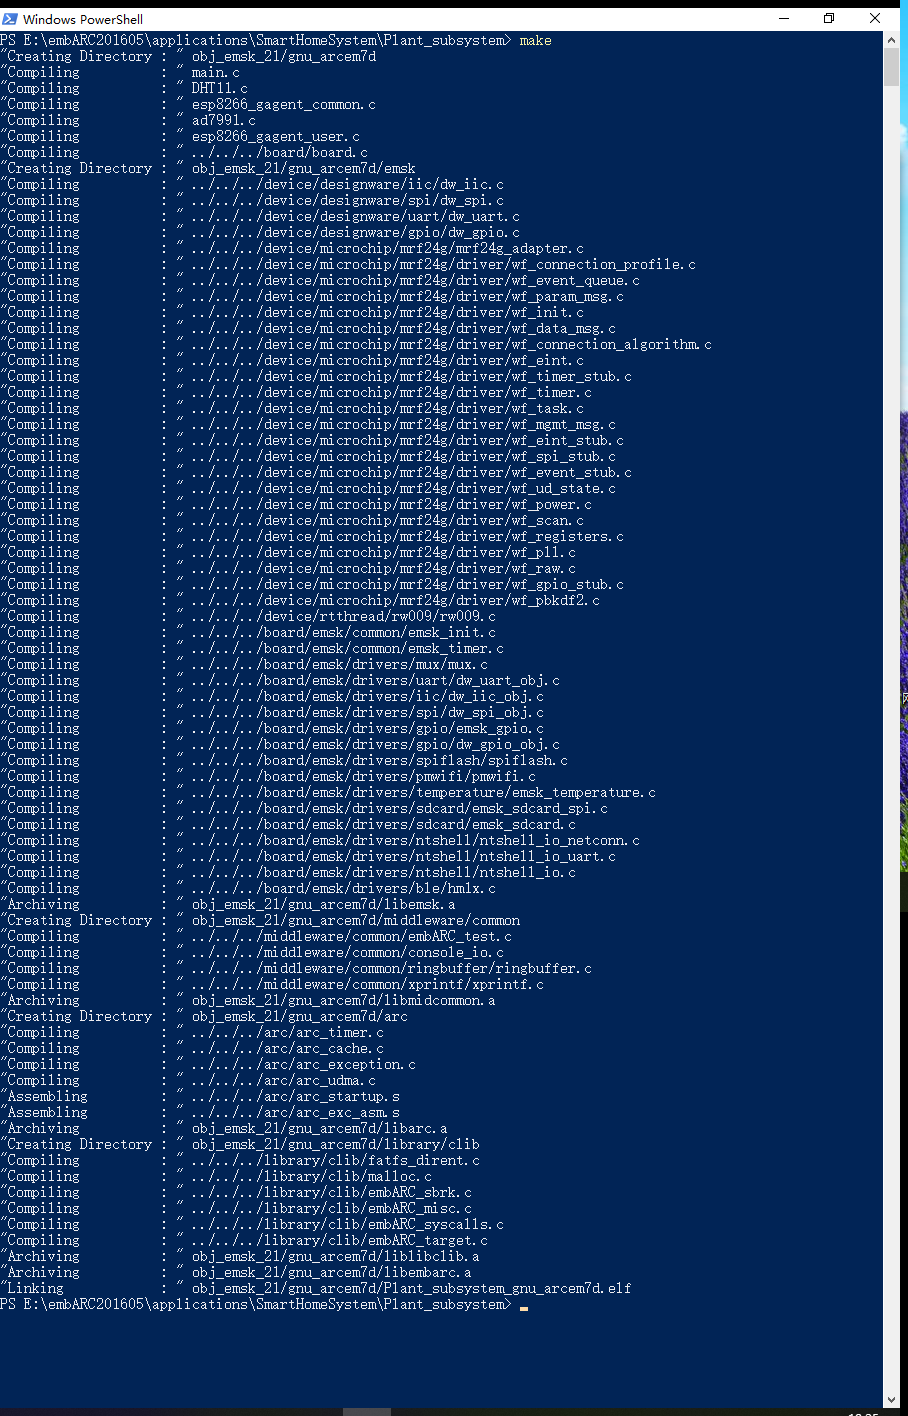 Windows PowerShell
PS E:\embARC201605\applications\SmartHomeSystem\Plant_subsystem> make
"Creating Directory : " obj_emsk_21/gnu_arcem7d
"Compiling          : " main.c
"Compiling          : " DHT11.c
"Compiling          : " esp8266_gagent_common.c
"Compiling          : " ad7991.c
"Compiling          : " esp8266_gagent_user.c
"Compiling          : " ../../../board/board.c
"Creating Directory : " obj_emsk_21/gnu_arcem7d/emsk
"Compiling          : " ../../../device/designware/iic/dw_iic.c
"Compiling          : " ../../../device/designware/spi/dw_spi.c
"Compiling          : " ../../../device/designware/uart/dw_uart.c
"Compiling          : " ../../../device/designware/gpio/dw_gpio.c
"Compiling          : " ../../../device/microchip/mrf24g/mrf24g_adapter.c
"Compiling          : " ../../../device/microchip/mrf24g/driver/wf_connection_profile.c
"Compiling          : " ../../../device/microchip/mrf24g/driver/wf_event_queue.c
"Compiling          : " ../../../device/microchip/mrf24g/driver/wf_param_msg.c
"Compiling          : " ../../../device/microchip/mrf24g/driver/wf_init.c
"Compiling          : " ../../../device/microchip/mrf24g/driver/wf_data_msg.c
"Compiling          : " ../../../device/microchip/mrf24g/driver/wf_connection_algorithm.c
"Compiling          : " ../../../device/microchip/mrf24g/driver/wf_eint.c
"Compiling          : " ../../../device/microchip/mrf24g/driver/wf_timer_stub.c
"Compiling          : " ../../../device/microchip/mrf24g/driver/wf_timer.c
"Compiling          : " ../../../device/microchip/mrf24g/driver/wf_task.c
"Compiling          : " ../../../device/microchip/mrf24g/driver/wf_mgmt_msg.c
"Compiling          : " ../../../device/microchip/mrf24g/driver/wf_eint_stub.c
"Compiling          : " ../../../device/microchip/mrf24g/driver/wf_spi_stub.c
"Compiling          : " ../../../device/microchip/mrf24g/driver/wf_event_stub.c
"Compiling          : " ../../../device/microchip/mrf24g/driver/wf_ud_state.c
"Compiling          : " ../../../device/microchip/mrf24g/driver/wf_power.c
"Compiling          : " ../../../device/microchip/mrf24g/driver/wf_scan.c
"Compiling          : " ../../../device/microchip/mrf24g/driver/wf_registers.c
"Compiling          : " ../../../device/microchip/mrf24g/driver/wf_pll.c
"Compiling          : " ../../../device/microchip/mrf24g/driver/wf_raw.c
"Compiling          : " ../../../device/microchip/mrf24g/driver/wf_gpio_stub.c
"Compiling          : " ../../../device/microchip/mrf24g/driver/wf_pbkdf2.c
"Compiling          : " ../../../device/rtthread/rw009/rw009.c
"Compiling          : " ../../../board/emsk/common/emsk_init.c
"Compiling          : " ../../../board/emsk/common/emsk_timer.c
"Compiling          : " ../../../board/emsk/drivers/mux/mux.c
"Compiling          : " ../../../board/emsk/drivers/uart/dw_uart_obj.c
"Compiling          : " ../../../board/emsk/drivers/iic/dw_iic_obj.c
"Compiling          : " ../../../board/emsk/drivers/spi/dw_spi_obj.c
"Compiling          : " ../../../board/emsk/drivers/gpio/emsk_gpio.c
"Compiling          : " ../../../board/emsk/drivers/gpio/dw_gpio_obj.c
"Compiling          : " ../../../board/emsk/drivers/spiflash/spiflash.c
"Compiling          : " ../../../board/emsk/drivers/pmwifi/pmwifi.c
"Compiling          : " ../../../board/emsk/drivers/temperature/emsk_temperature.c
"Compiling          : " ../../../board/emsk/drivers/sdcard/emsk_sdcard_spi.c
"Compiling          : " ../../../board/emsk/drivers/sdcard/emsk_sdcard.c
"Compiling          : " ../../../board/emsk/drivers/ntshell/ntshell_io_netconn.c
"Compiling          : " ../../../board/emsk/drivers/ntshell/ntshell_io_uart.c
"Compiling          : " ../../../board/emsk/drivers/ntshell/ntshell_io.c
"Compiling          : " ../../../board/emsk/drivers/ble/hmlx.c
"Archiving          : " obj_emsk_21/gnu_arcem7d/libemsk.a
"Creating Directory : " obj_emsk_21/gnu_arcem7d/middleware/common
"Compiling          : " ../../../middleware/common/embARC_test.c
"Compiling          : " ../../../middleware/common/console_io.c
"Compiling          : " ../../../middleware/common/ringbuffer/ringbuffer.c
"Compiling          : " ../../../middleware/common/xprintf/xprintf.c
"Archiving          : " obj_emsk_21/gnu_arcem7d/libmidcommon.a
"Creating Directory : " obj_emsk_21/gnu_arcem7d/arc
"Compiling          : " ../../../arc/arc_timer.c
"Compiling          : " ../../../arc/arc_cache.c
"Compiling          : " ../../../arc/arc_exception.c
"Compiling          : " ../../../arc/arc_udma.c
"Assembling         : " ../../../arc/arc_startup.s
"Assembling         : " ../../../arc/arc_exc_asm.s
"Archiving          : " obj_emsk_21/gnu_arcem7d/libarc.a
"Creating Directory : " obj_emsk_21/gnu_arcem7d/library/clib
"Compiling          : " ../../../library/clib/fatfs_dirent.c
"Compiling          : " ../../../library/clib/malloc.c
"Compiling          : " ../../../library/clib/embARC_sbrk.c
"Compiling          : " ../../../library/clib/embARC_misc.c
"Compiling          : " ../../../library/clib/embARC_syscalls.c
"Compiling          : " ../../../library/clib/embARC_target.c
"Archiving          : " obj_emsk_21/gnu_arcem7d/liblibclib.a
"Archiving          : " obj_emsk_21/gnu_arcem7d/libembarc.a
"Linking            : " obj_emsk_21/gnu_arcem7d/Plant_subsystem_gnu_arcem7d.elf
PS E:\embARC201605\applications\SmartHomeSystem\Plant_subsystem>